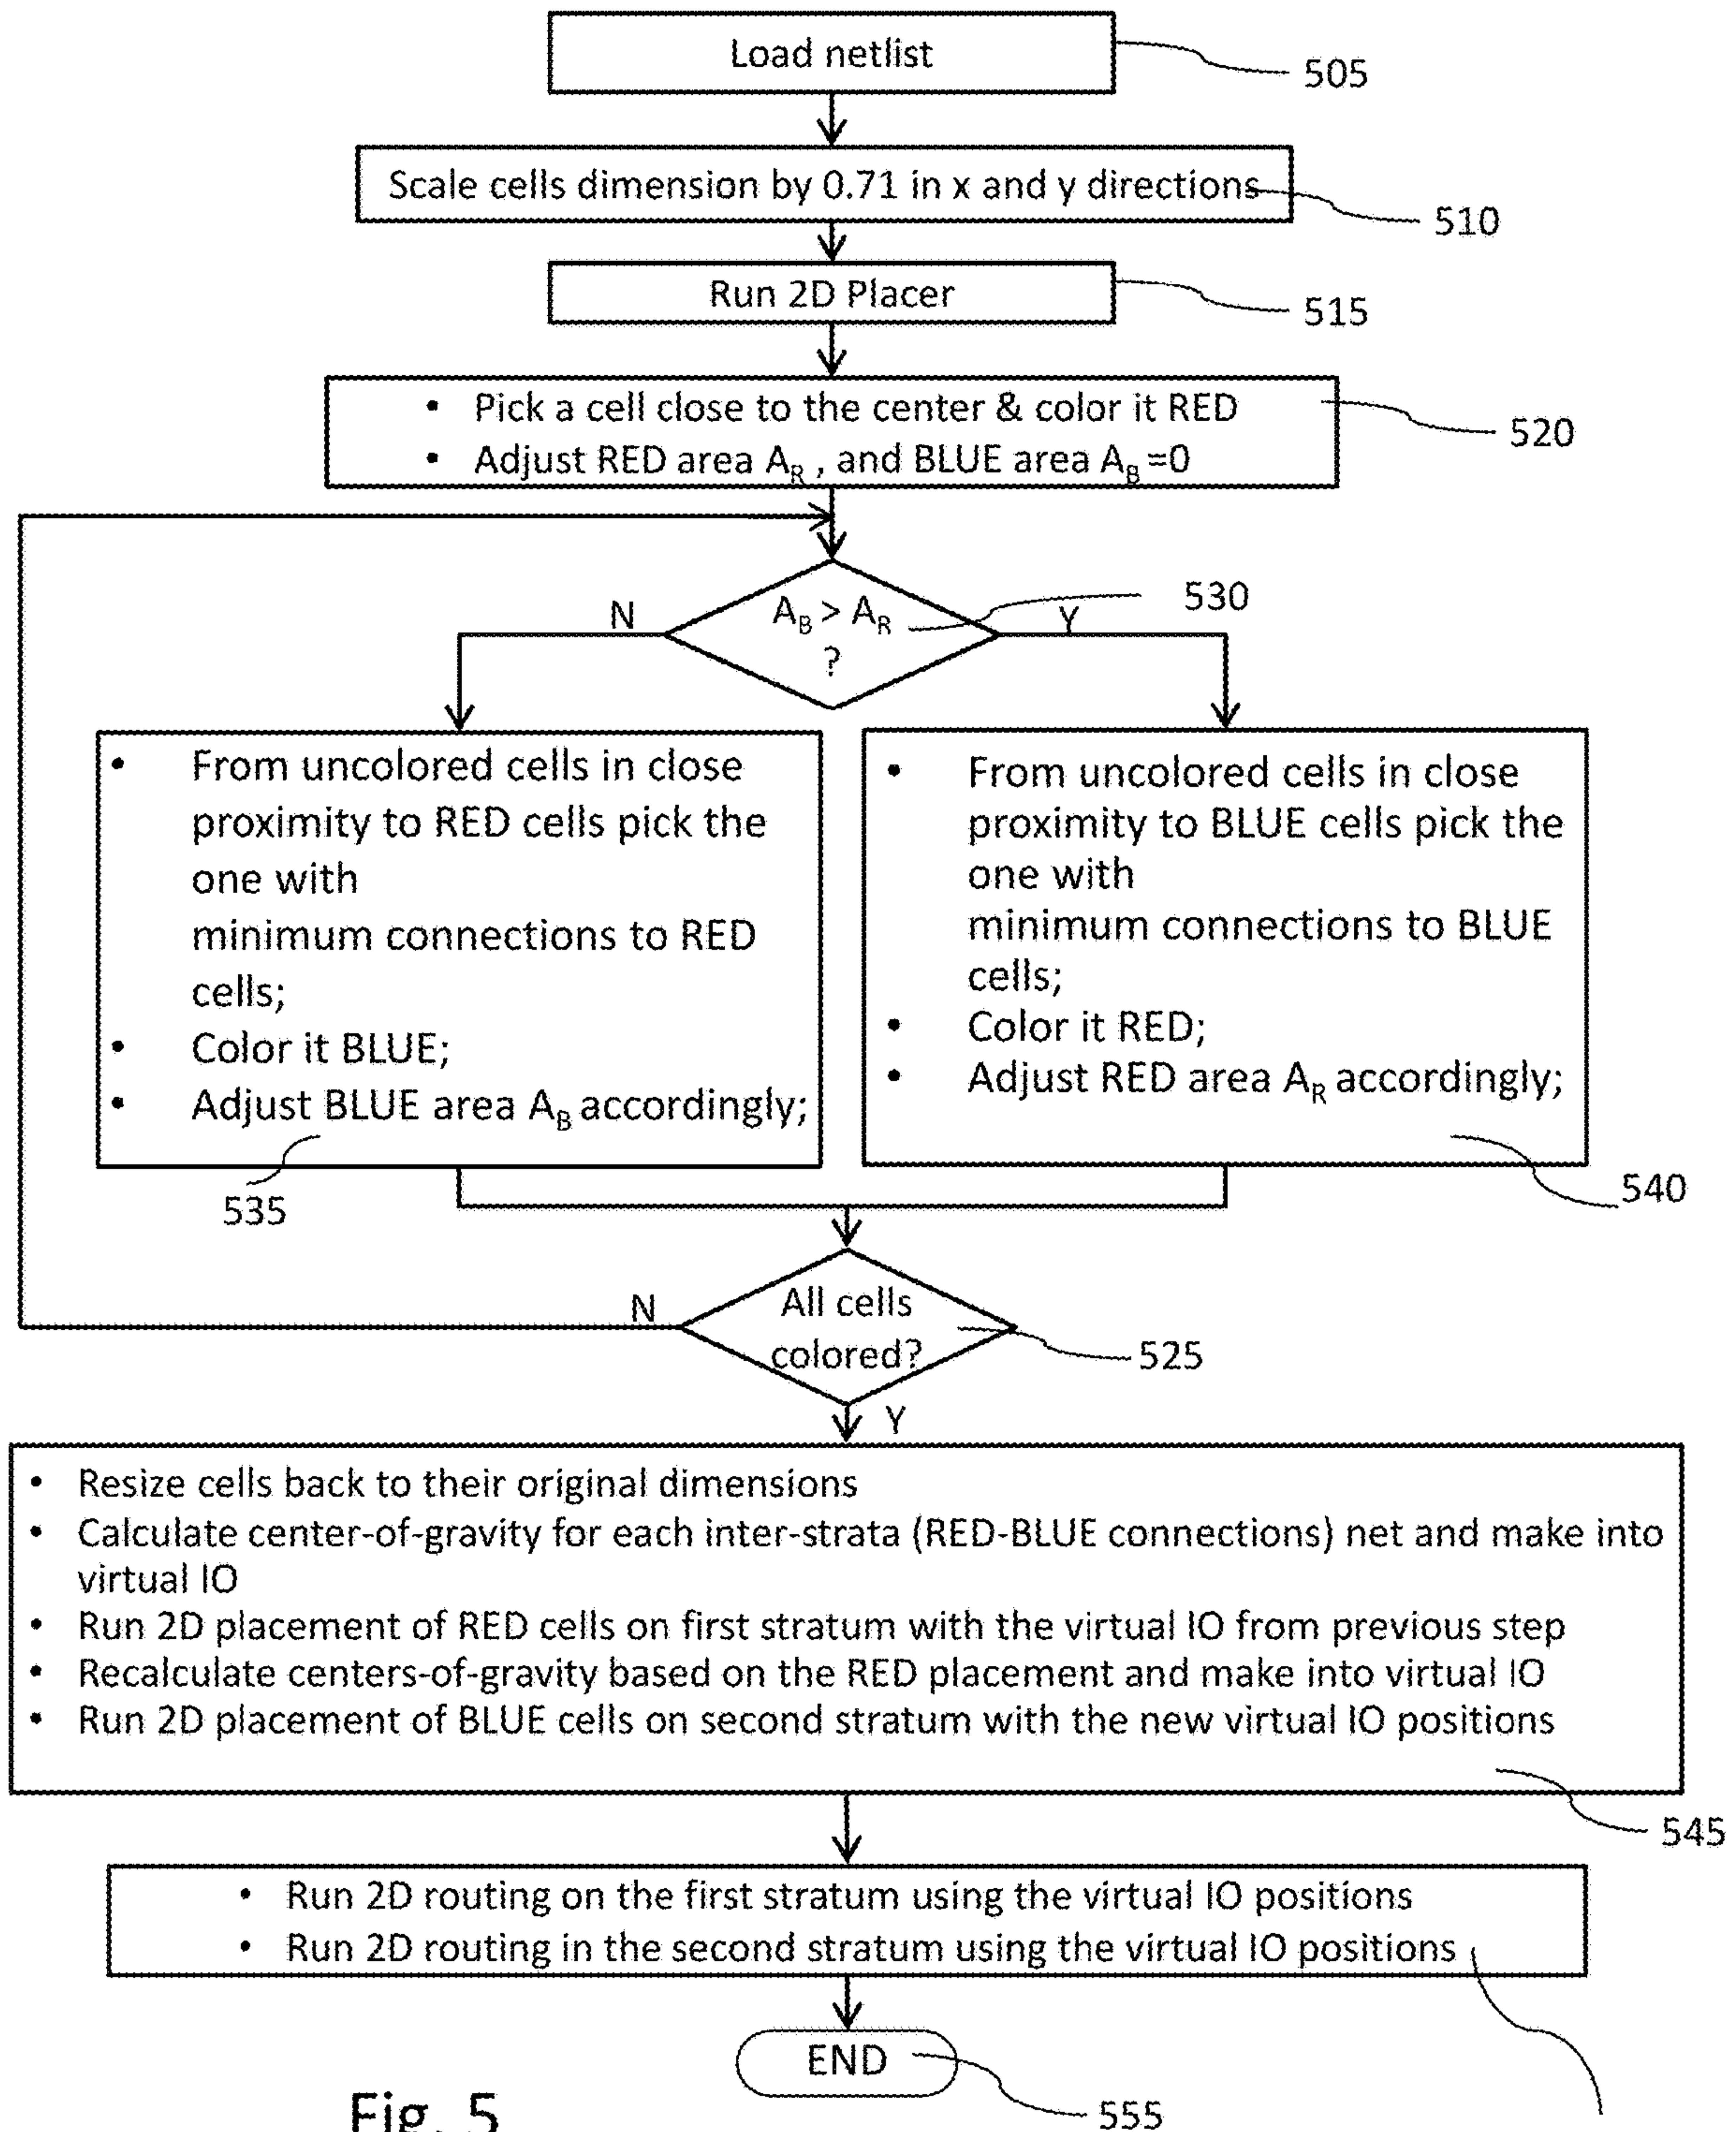 Load netlist
505
Scale cells dimension by 0.71 in x and y directions
510
Run 2D Placer
515
• Pick a cell close to the center & color it RED
• Adjust RED area A_R , and BLUE area A_B =0
520
A_B > A_R
?
530
N
Y
• From uncolored cells in close
proximity to RED cells pick the
one with
minimum connections to RED
cells;
• Color it BLUE;
• Adjust BLUE area A_B accordingly;
535
• From uncolored cells in close
proximity to BLUE cells pick the
one with
minimum connections to BLUE
cells;
• Color it RED;
• Adjust RED area A_R accordingly;
540
All cells
colored?
525
N
Y
• Resize cells back to their original dimensions
• Calculate center-of-gravity for each inter-strata (RED-BLUE connections) net and make into
virtual IO
• Run 2D placement of RED cells on first stratum with the virtual IO from previous step
• Recalculate centers-of-gravity based on the RED placement and make into virtual IO
• Run 2D placement of BLUE cells on second stratum with the new virtual IO positions
545
• Run 2D routing on the first stratum using the virtual IO positions
• Run 2D routing in the second stratum using the virtual IO positions
END
555
Fig. 5